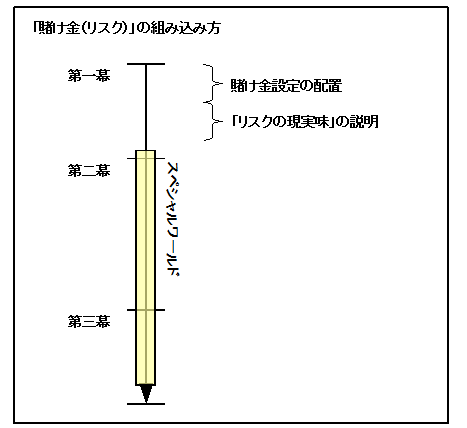 「賭け金（リスク）」の組み込み方
第一幕
賭け金設定の配置
「リスクの現実味」の説明
第二幕
スペシャルワールド
第三幕